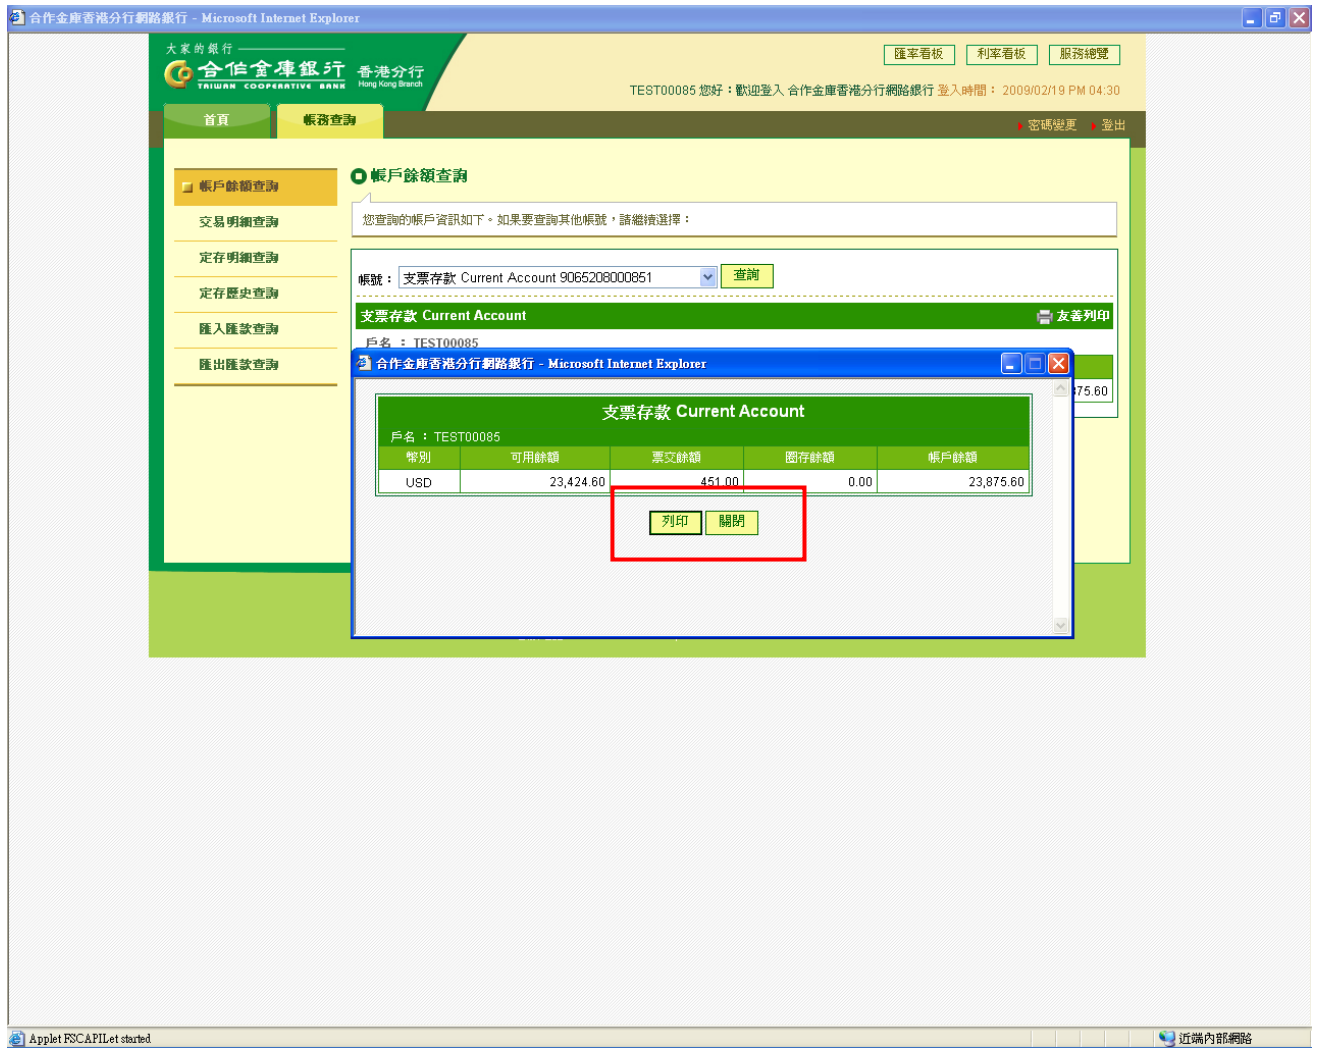 合作金庫香港分行網路銀行 - Microsoft Internet Explorer
大家的銀行
合作金庫銀行 香港分行
TAIWAN COOPERATIVE BANK Hong Kong Branch
匯率看板 利率看板 服務總覽
TEST00085 您好：歡迎登入 合作金庫香港分行網路銀行 登入時間： 2009/02/19 PM 04:30
首頁 帳務查詢
密碼變更 登出
帳戶餘額查詢
交易明細查詢
定存明細查詢
定存歷史查詢
匯入匯款查詢
匯出匯款查詢
帳戶餘額查詢
您查詢的帳戶資訊如下。如果要查詢其他帳號，請繼續選擇：
帳號： 支票存款 Current Account 9065208000851 查詢
支票存款 Current Account 友善列印
戶名 ： TEST00085
375.60
合作金庫香港分行網路銀行 - Microsoft Internet Explorer
支票存款 Current Account
戶名 ： TEST00085
幣別 可用餘額 票交餘額 圈存餘額 帳戶餘額
USD 23,424.60 451.00 0.00 23,875.60
列印 關閉
Applet FSCAPILet started 近端內部網路